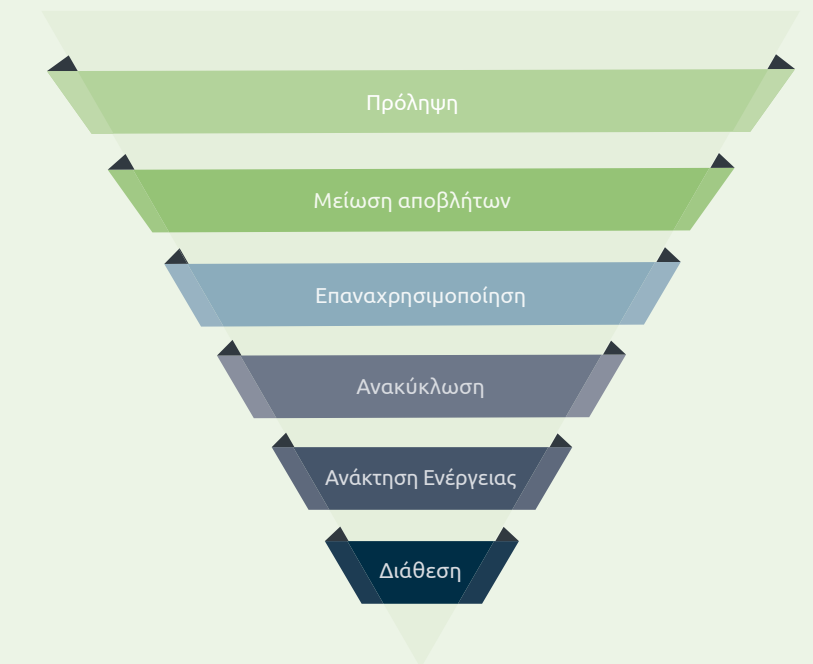 Πρόληψη
Μείωση αποβλήτων
Επαναχρησιμοποίηση
Ανακύκλωση
Ανάκτηση Ενέργειας
Διάθεση